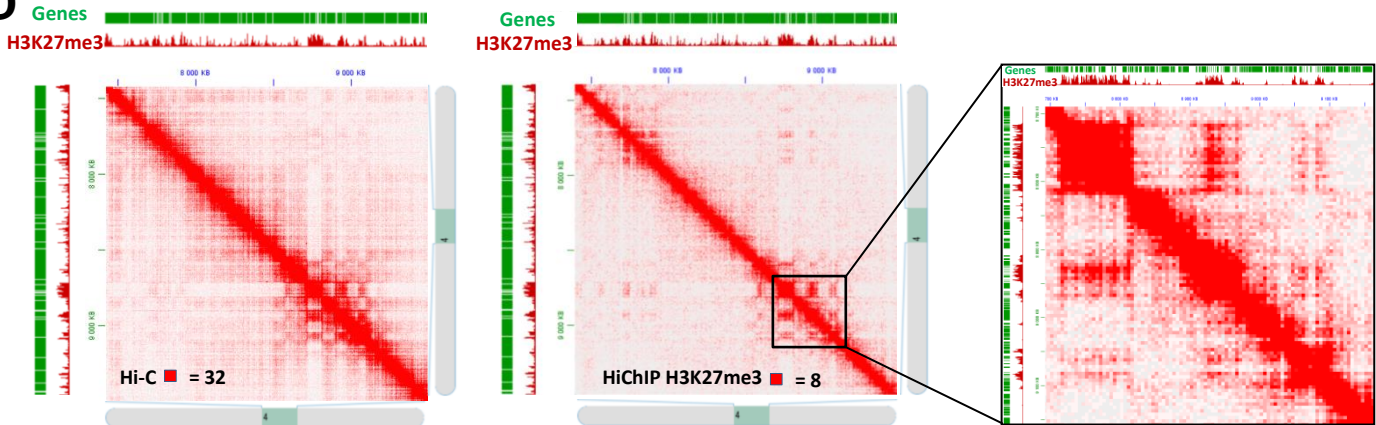 D
Genes
H3K27me3
8 000 KB
9 000 KB
8 000 KB
9 000 KB
Hi-C = 32
4
4
Genes
H3K27me3
8 000 KB
9 000 KB
8 000 KB
9 000 KB
HiChIP H3K27me3 = 8
4
4
Genes
H3K27me3